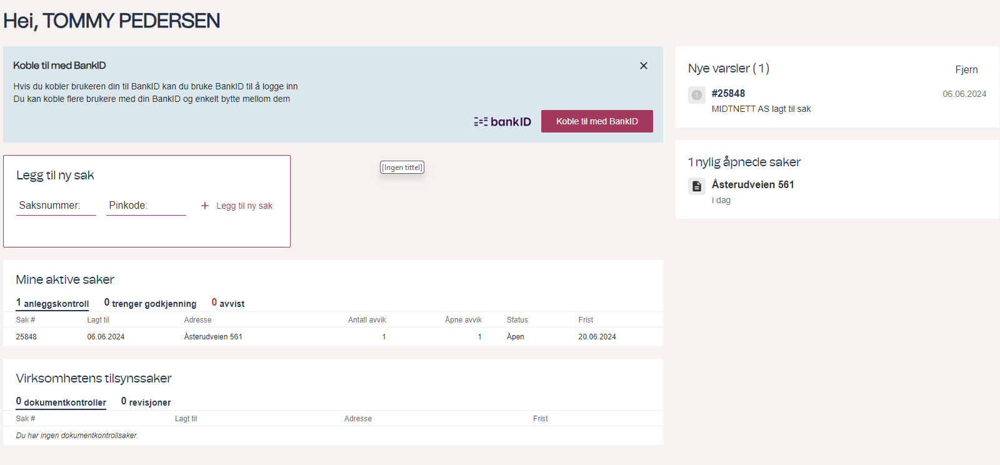 Hei, TOMMY PEDERSEN
Koble til med BankID
Hvis du kobler brukeren din til BankID kan du bruke BankID til å logge inn
Du kan koble flere brukere med din BankID og enkelt bytte mellom dem
bankID
Koble til med BankID
Legg til ny sak
Saksnummer: Pinkode: + Legg til ny sak
[Ingen tittel]
Mine aktive saker
1 anleggskontroll 0 trenger godkjenning 0 avvist
Sak # Lagt til Adresse Antall avvik Åpne avvik Status Frist
25848 06.06.2024 Åsterudveien 561 1 1 Åpen 20.06.2024
Virksomhetens tilsynssaker
0 dokumentkontroller 0 revisjoner
Sak # Lagt til Adresse Frist
Du har ingen dokumentkontrollsaker.
Nye varsler (1) Fjern
#25848 06.06.2024
MIDTNETT AS lagt til sak
1 nylig åpnede saker
Åsterudveien 561
i dag